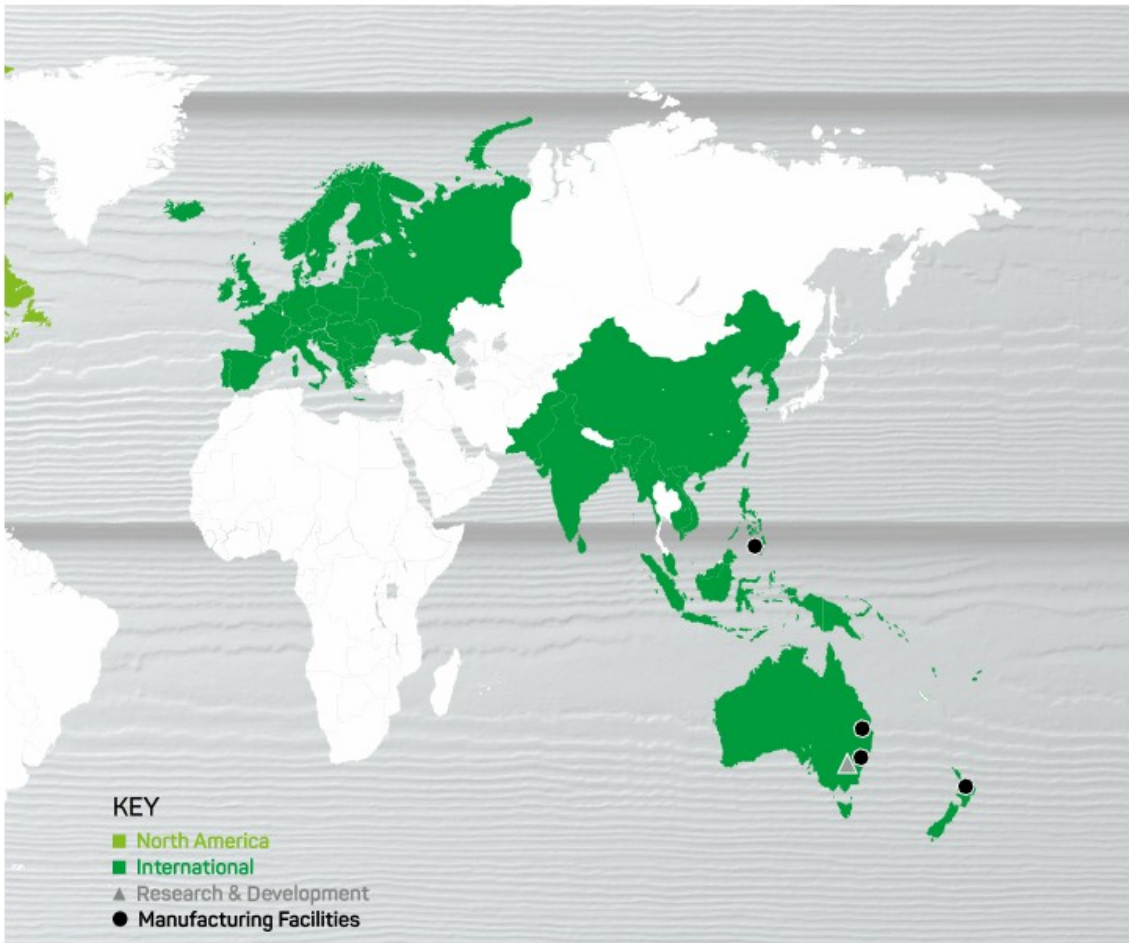 KEY
North America
International
Research & Development
Manufacturing Facilities